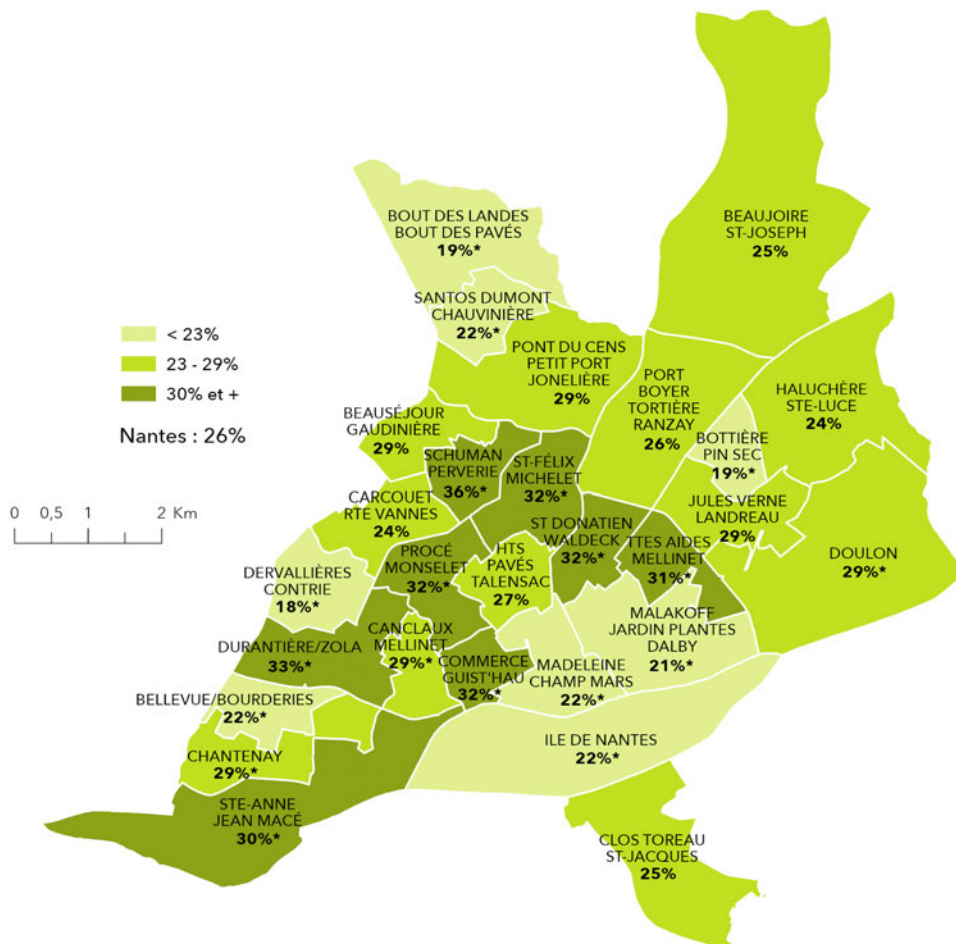 BOUT DES LANDES
BOUT DES PAVÉS
19%*
BEAUJOIRE
ST-JOSEPH
25%
SANTOS DUMONT
CHAUVINIÈRE
22%*
< 23%
23 - 29%
30% et +
Nantes : 26%
PONT DU CENS
PETIT PORT
JONELIÈRE
29%
PORT
BOYER
TORTIÈRE
RANZAY
26%
HALUCHÈRE
STE-LUCE
24%
BEAUSÉJOUR
GAUDINIÈRE
29%
BOTTIÈRE
PIN SEC
19%*
SCHUMAN
PERVERIE
36%*
ST-FÉLIX
MICHELET
32%*
CARCOUET
RTE VANNES
24%
JULES VERNE
LANDREAU
29%
0 0,5 1 2 Km
ST DONATIEN
WALDECK
32%*
TTES AIDES
MELLINET
31%*
DOULON
29%*
HTS
PAVÉS
TALENSAC
27%
PROCÉ
MONSELET
32%*
DERVALLIÈRES
CONTRIE
18%*
MALAKOFF
JARDIN PLANTES
DALBY
21%*
CANCLAUX
MELLINET
29%*
DURANTIÈRE/ZOLA
33%*
COMMERCE
GUIST'HAU
32%*
MADELEINE
CHAMP MARS
22%*
BELLEVUE/BOURDERIES
22%*
ILE DE NANTES
22%*
CHANTENAY
29%*
STE-ANNE
JEAN MACÉ
30%*
CLOS TOREAU
ST-JACQUES
25%